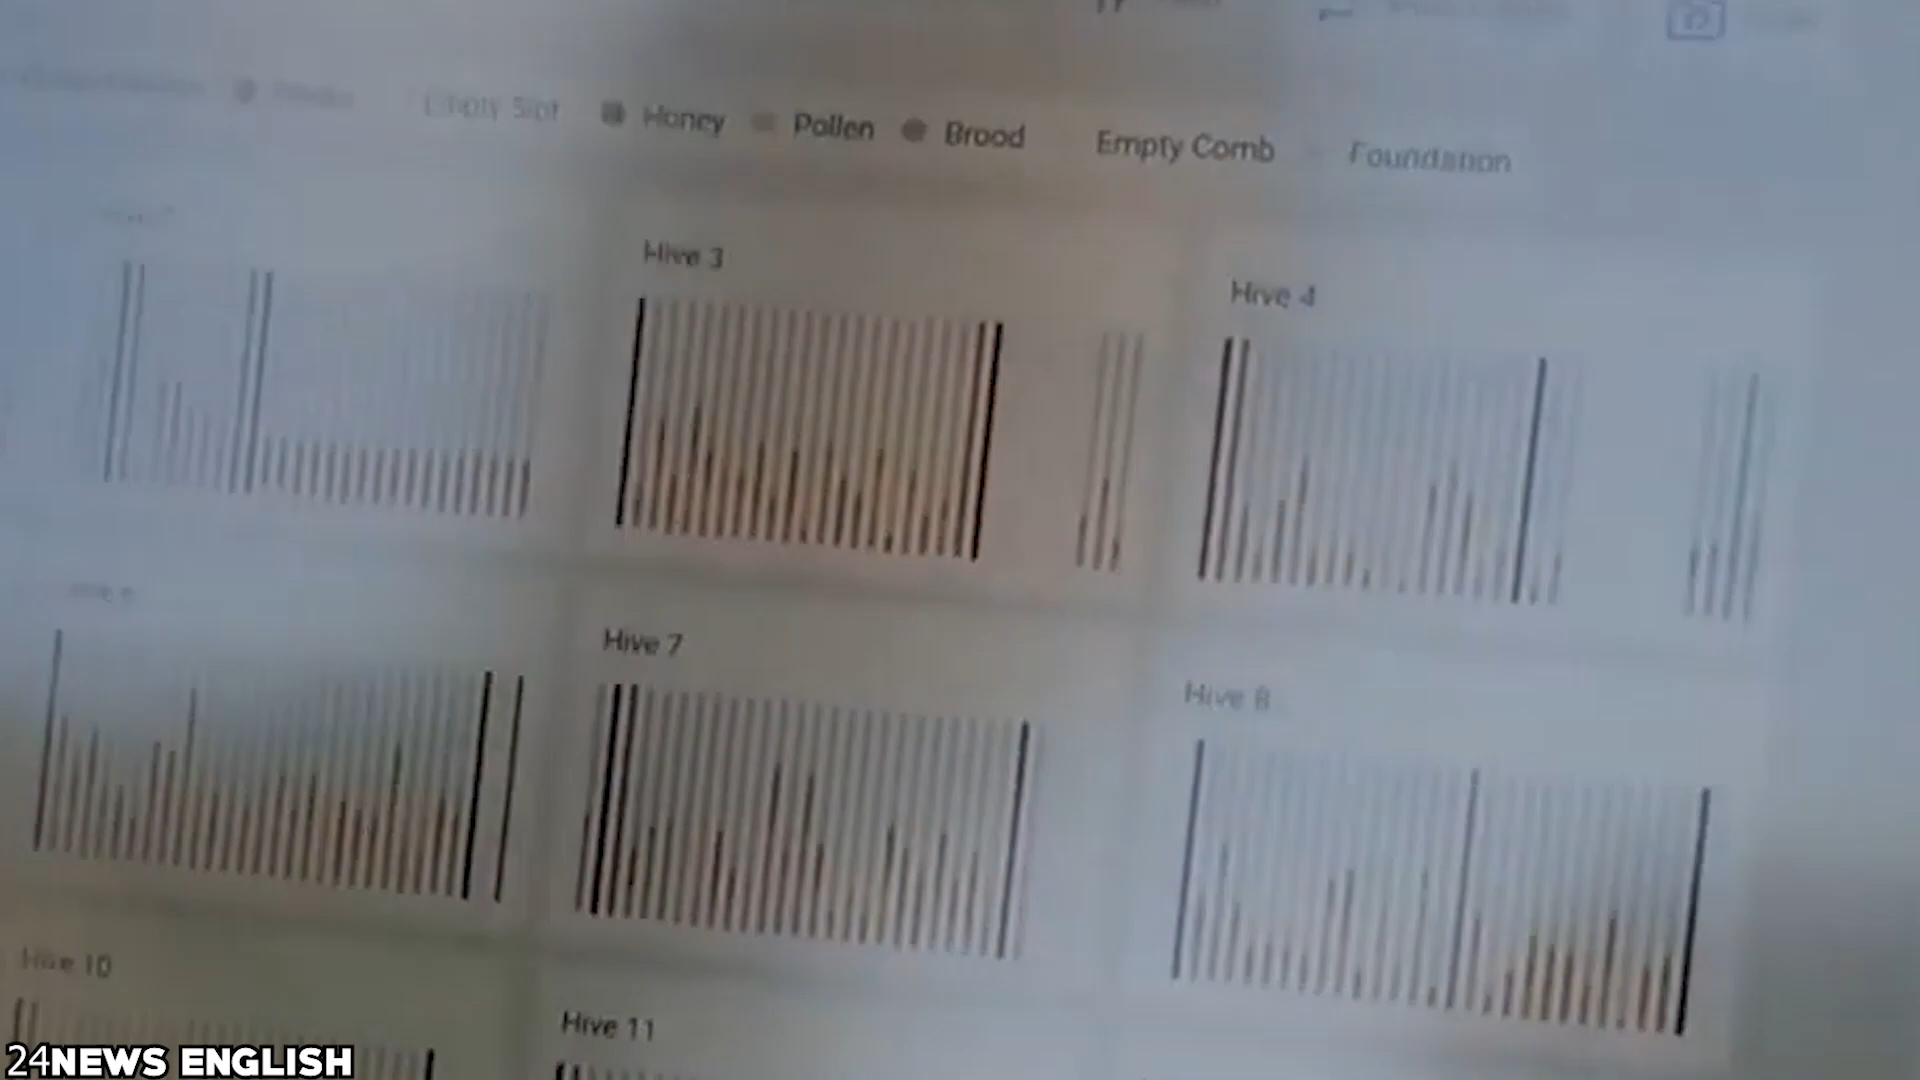 Empty Slot Honey Pollen Brood Empty Comb Foundation
Hive 3
Hive 4
Hive 7
Hive 8
Hive 10
Hive 11
24NEWS ENGLISH